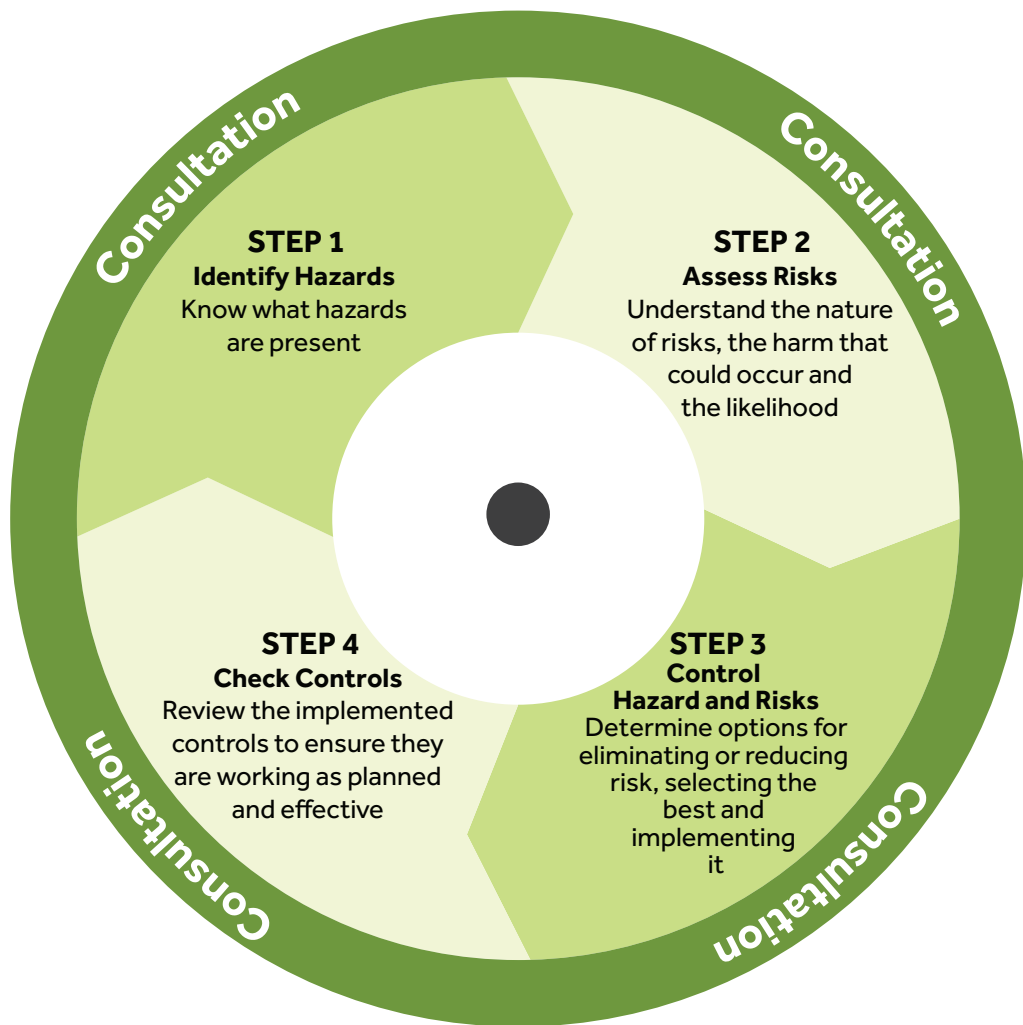 Consultation
Consultation
STEP 1
Identify Hazards
Know what hazards
are present
STEP 2
Assess Risks
Understand the nature
of risks, the harm that
could occur and
the likelihood
STEP 3
Control
Hazard and Risks
Determine options for
eliminating or reducing
risk, selecting the
best and
implementing
it
STEP 4
Check Controls
Review the implemented
controls to ensure they
are working as planned
and effective
Consultation
Consultation